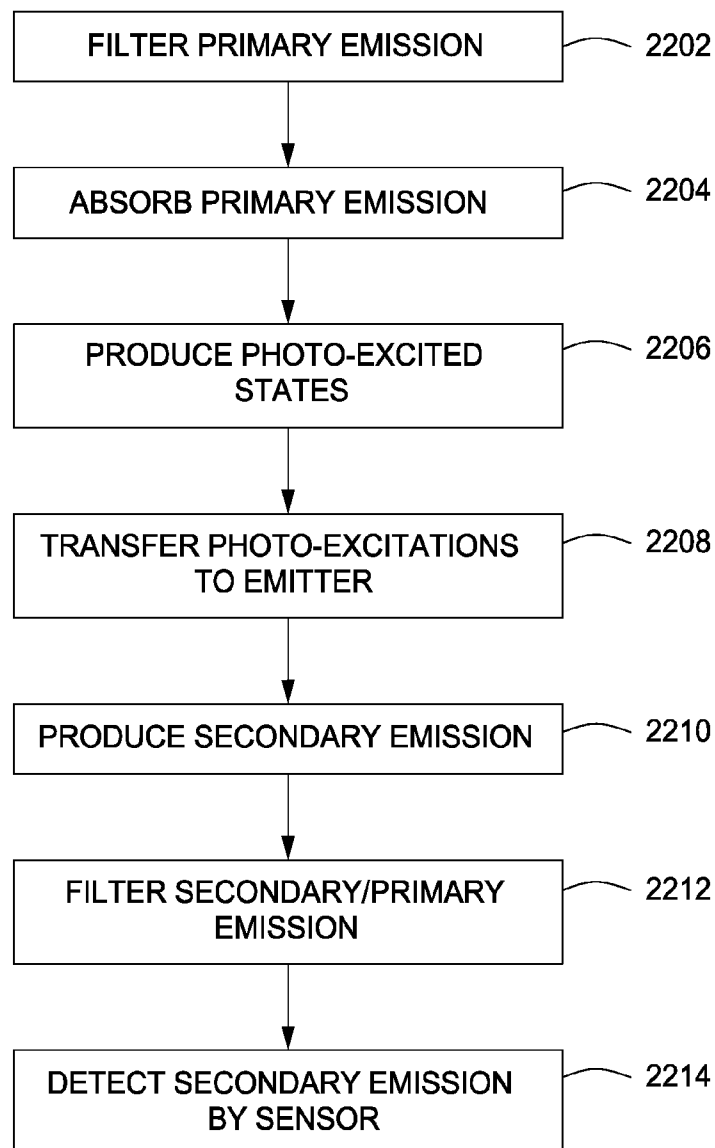 FILTER PRIMARY EMISSION
2202
ABSORB PRIMARY EMISSION
2204
PRODUCE PHOTO-EXCITED
STATES
2206
TRANSFER PHOTO-EXCITATIONS
TO EMITTER
2208
PRODUCE SECONDARY EMISSION
2210
FILTER SECONDARY/PRIMARY
EMISSION
2212
DETECT SECONDARY EMISSION
BY SENSOR
2214